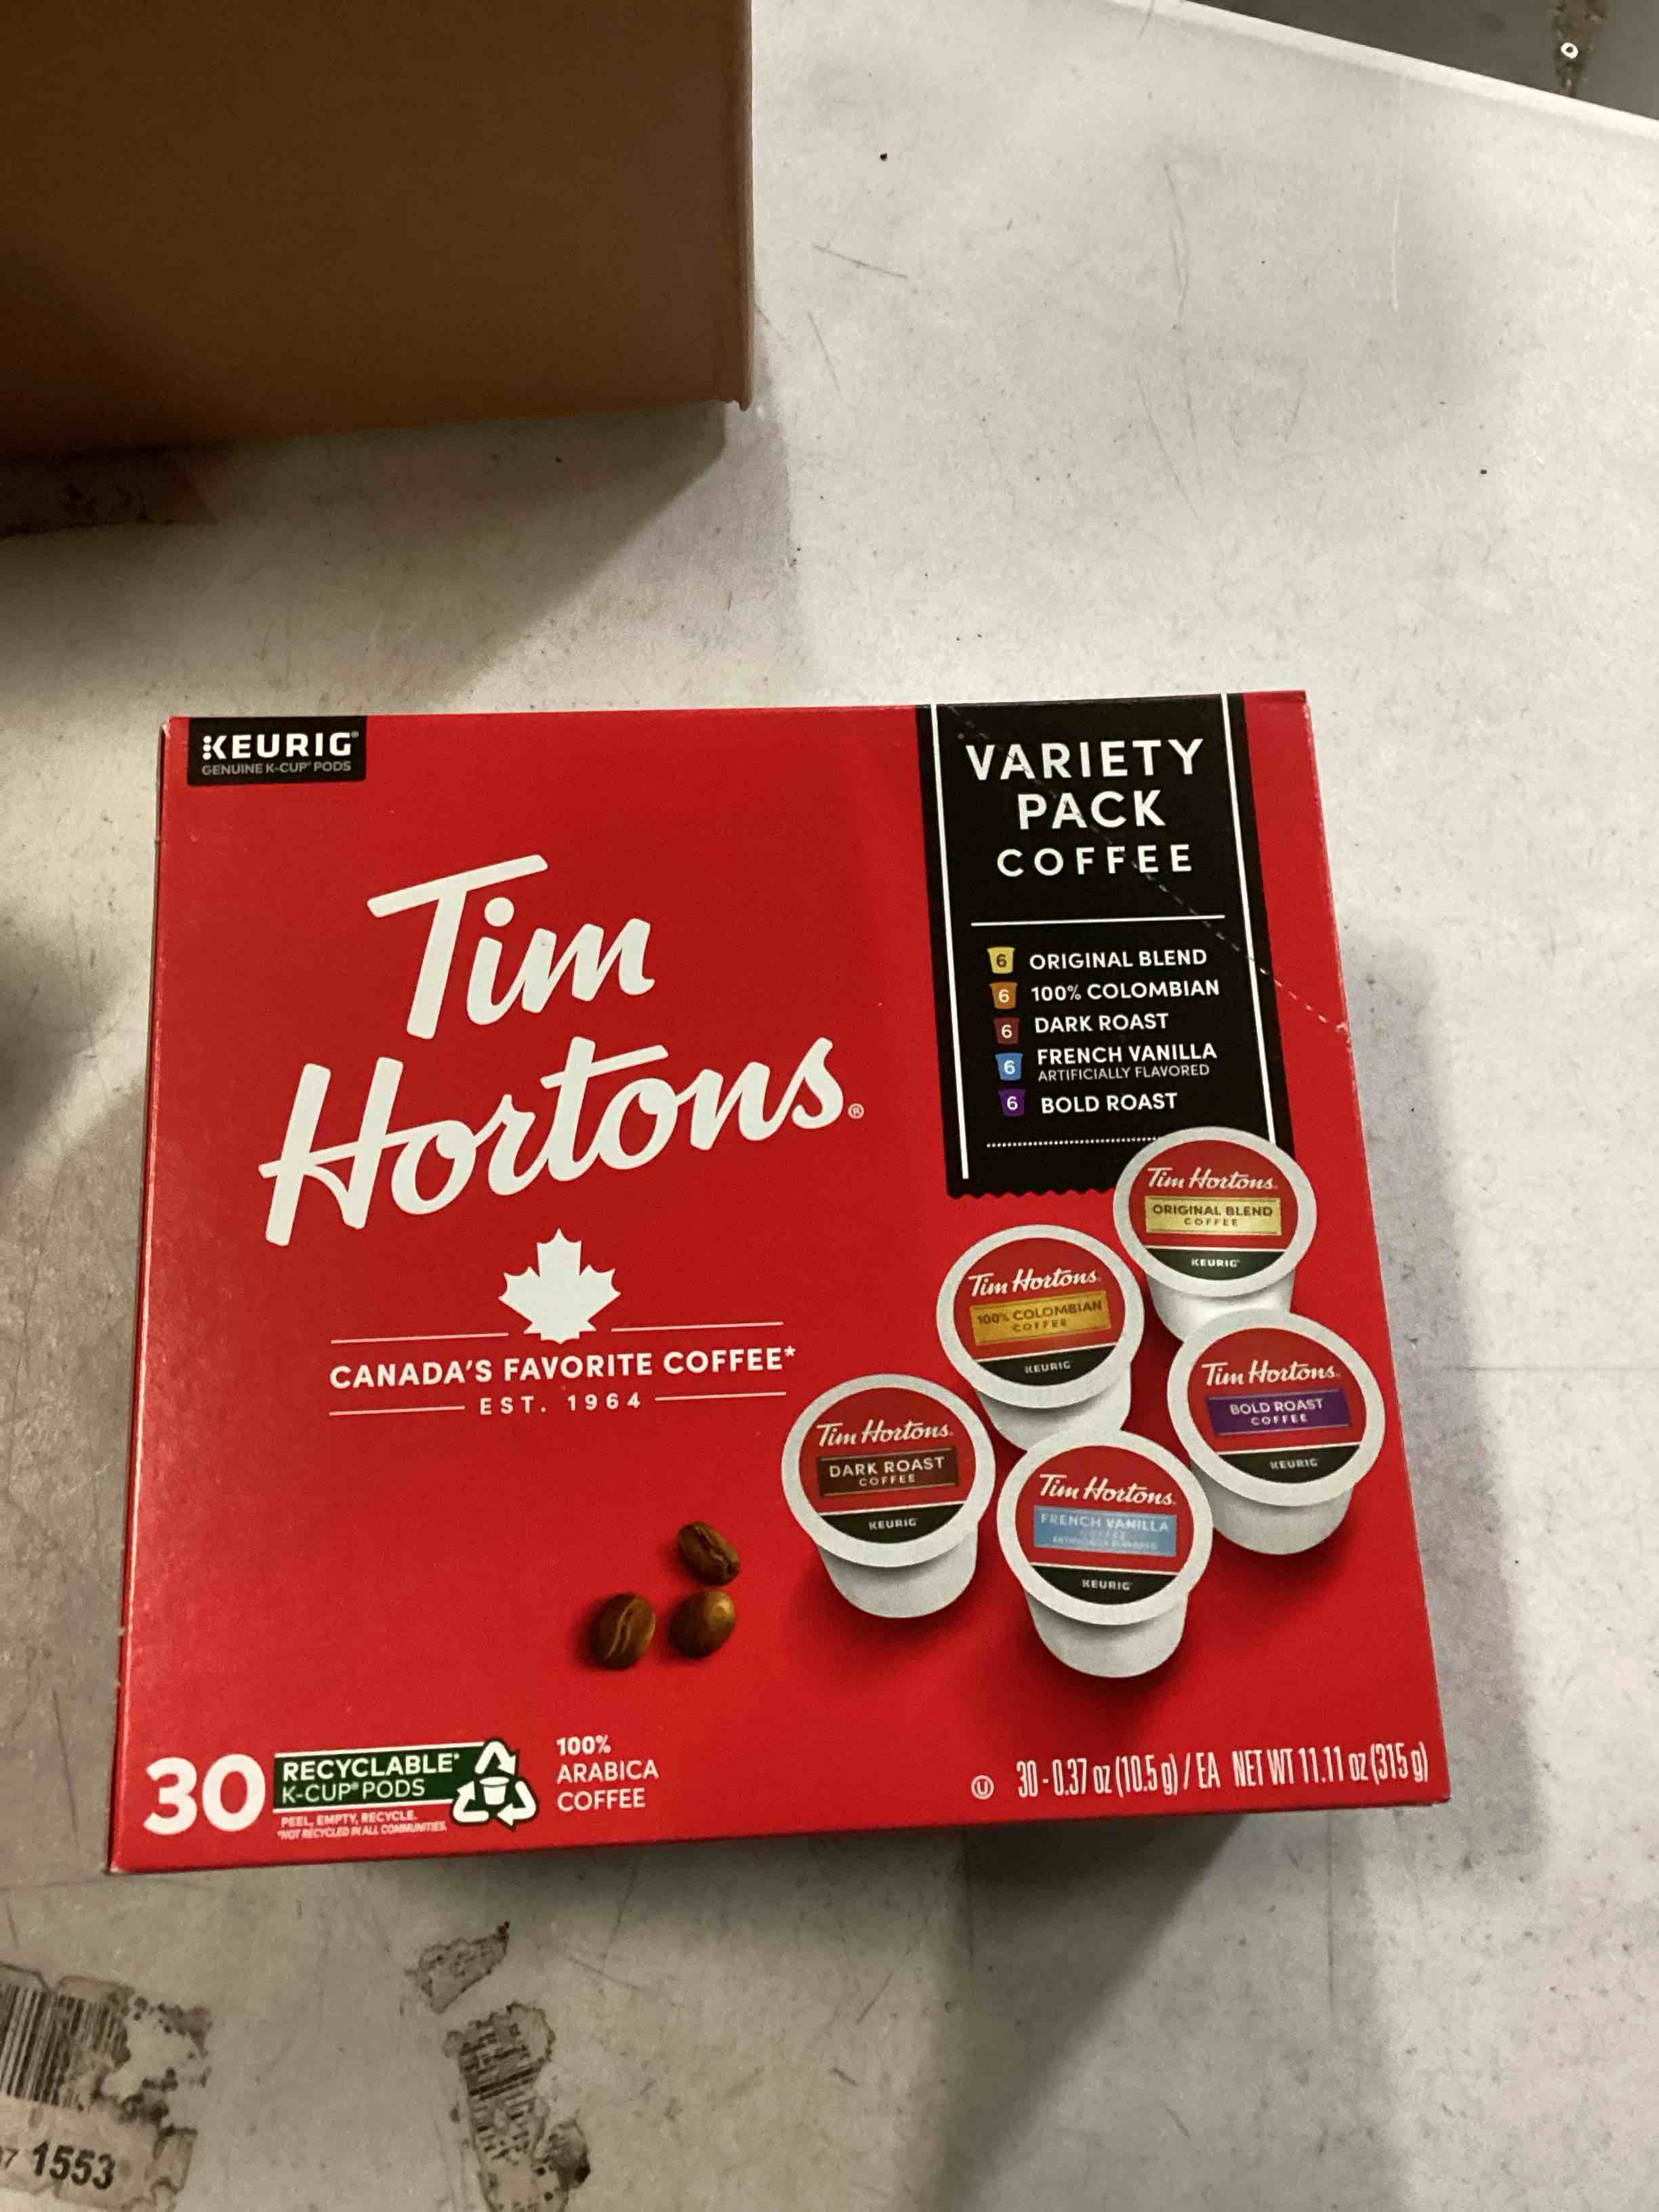 KEURIG®
GENUINE K-CUP® PODS
Tim
Hortons®
CANADA'S FAVORITE COFFEE*
EST. 1964
VARIETY
PACK
COFFEE
6 ORIGINAL BLEND
6 100% COLOMBIAN
6 DARK ROAST
6 FRENCH VANILLA
ARTIFICIALLY FLAVORED
6 BOLD ROAST
Tim Hortons.
ORIGINAL BLEND
COFFEE
KEURIG
Tim Hortons.
100% COLOMBIAN
COFFEE
KEURIG
Tim Hortons.
BOLD ROAST
COFFEE
KEURIG
Tim Hortons.
DARK ROAST
COFFEE
KEURIG
Tim Hortons.
FRENCH VANILLA
COFFEE
ARTIFICIALLY FLAVORED
KEURIG
30
RECYCLABLE*
K-CUP® PODS
PEEL, EMPTY, RECYCLE.
*NOT RECYCLED IN ALL COMMUNITIES.
100%
ARABICA
COFFEE
U 30 - 0.37 oz (10.5 g) / EA NET WT 11.11 oz (315 g)
1553